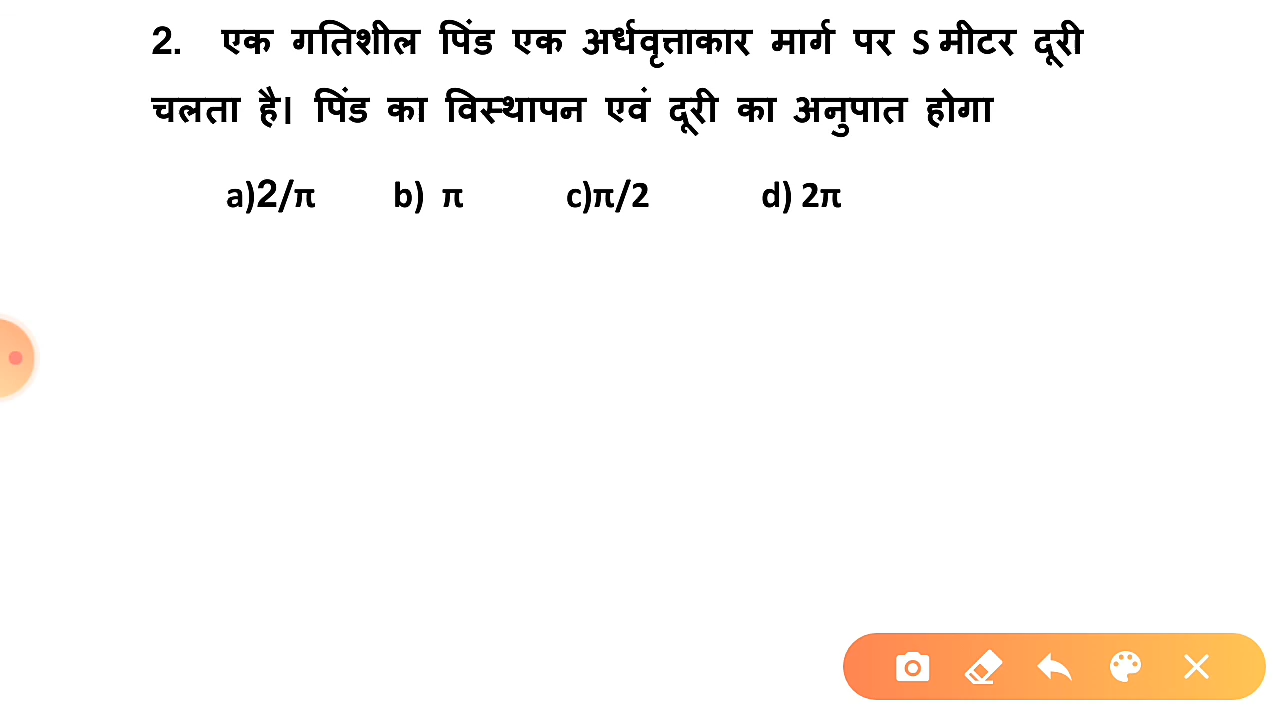 2. एक गतिशील पिंड एक अर्धवृत्ताकार मार्ग पर S मीटर दूरी
चलता है। पिंड का विस्थापन एवं दूरी का अनुपात होगा
a)2/π b) π c)π/2 d) 2π